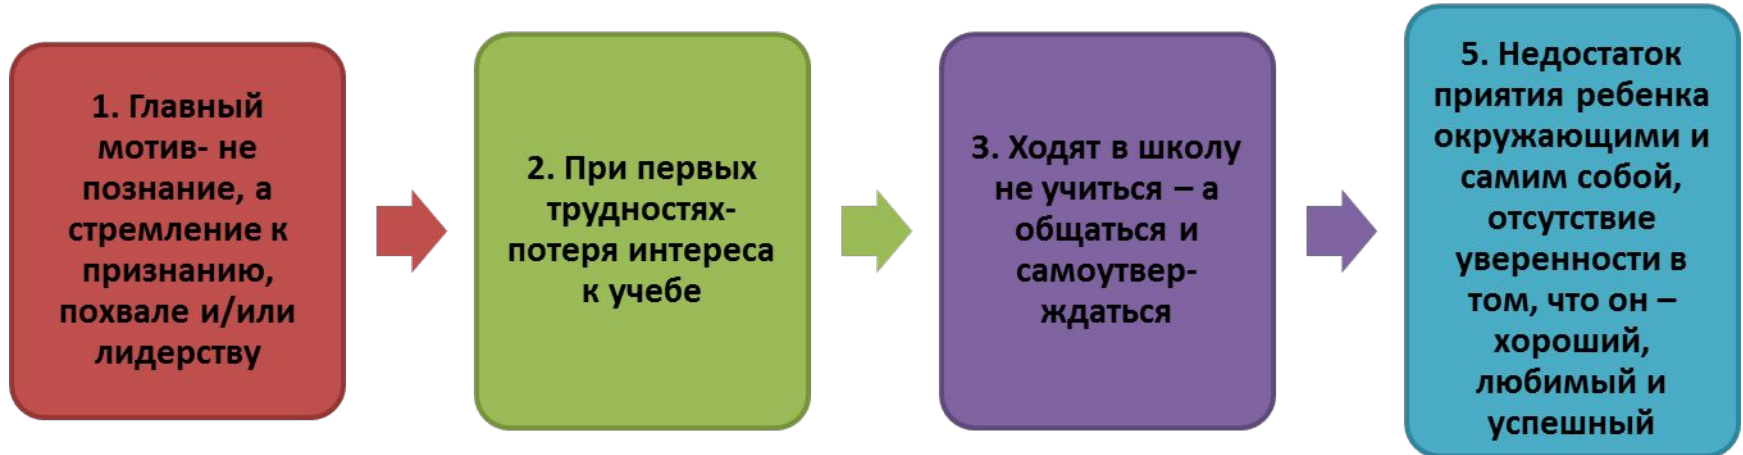 1. Главный
мотив- не
познание, а
стремление к
признанию,
похвале и/или
лидерству
2. При первых
трудностях-
потеря интереса
к учебе
3. Ходят в школу
не учиться – а
общаться и
самоутвер-
ждаться
5. Недостаток
приятия ребенка
окружающими и
самим собой,
отсутствие
уверенности в
том, что он –
хороший,
любимый и
успешный